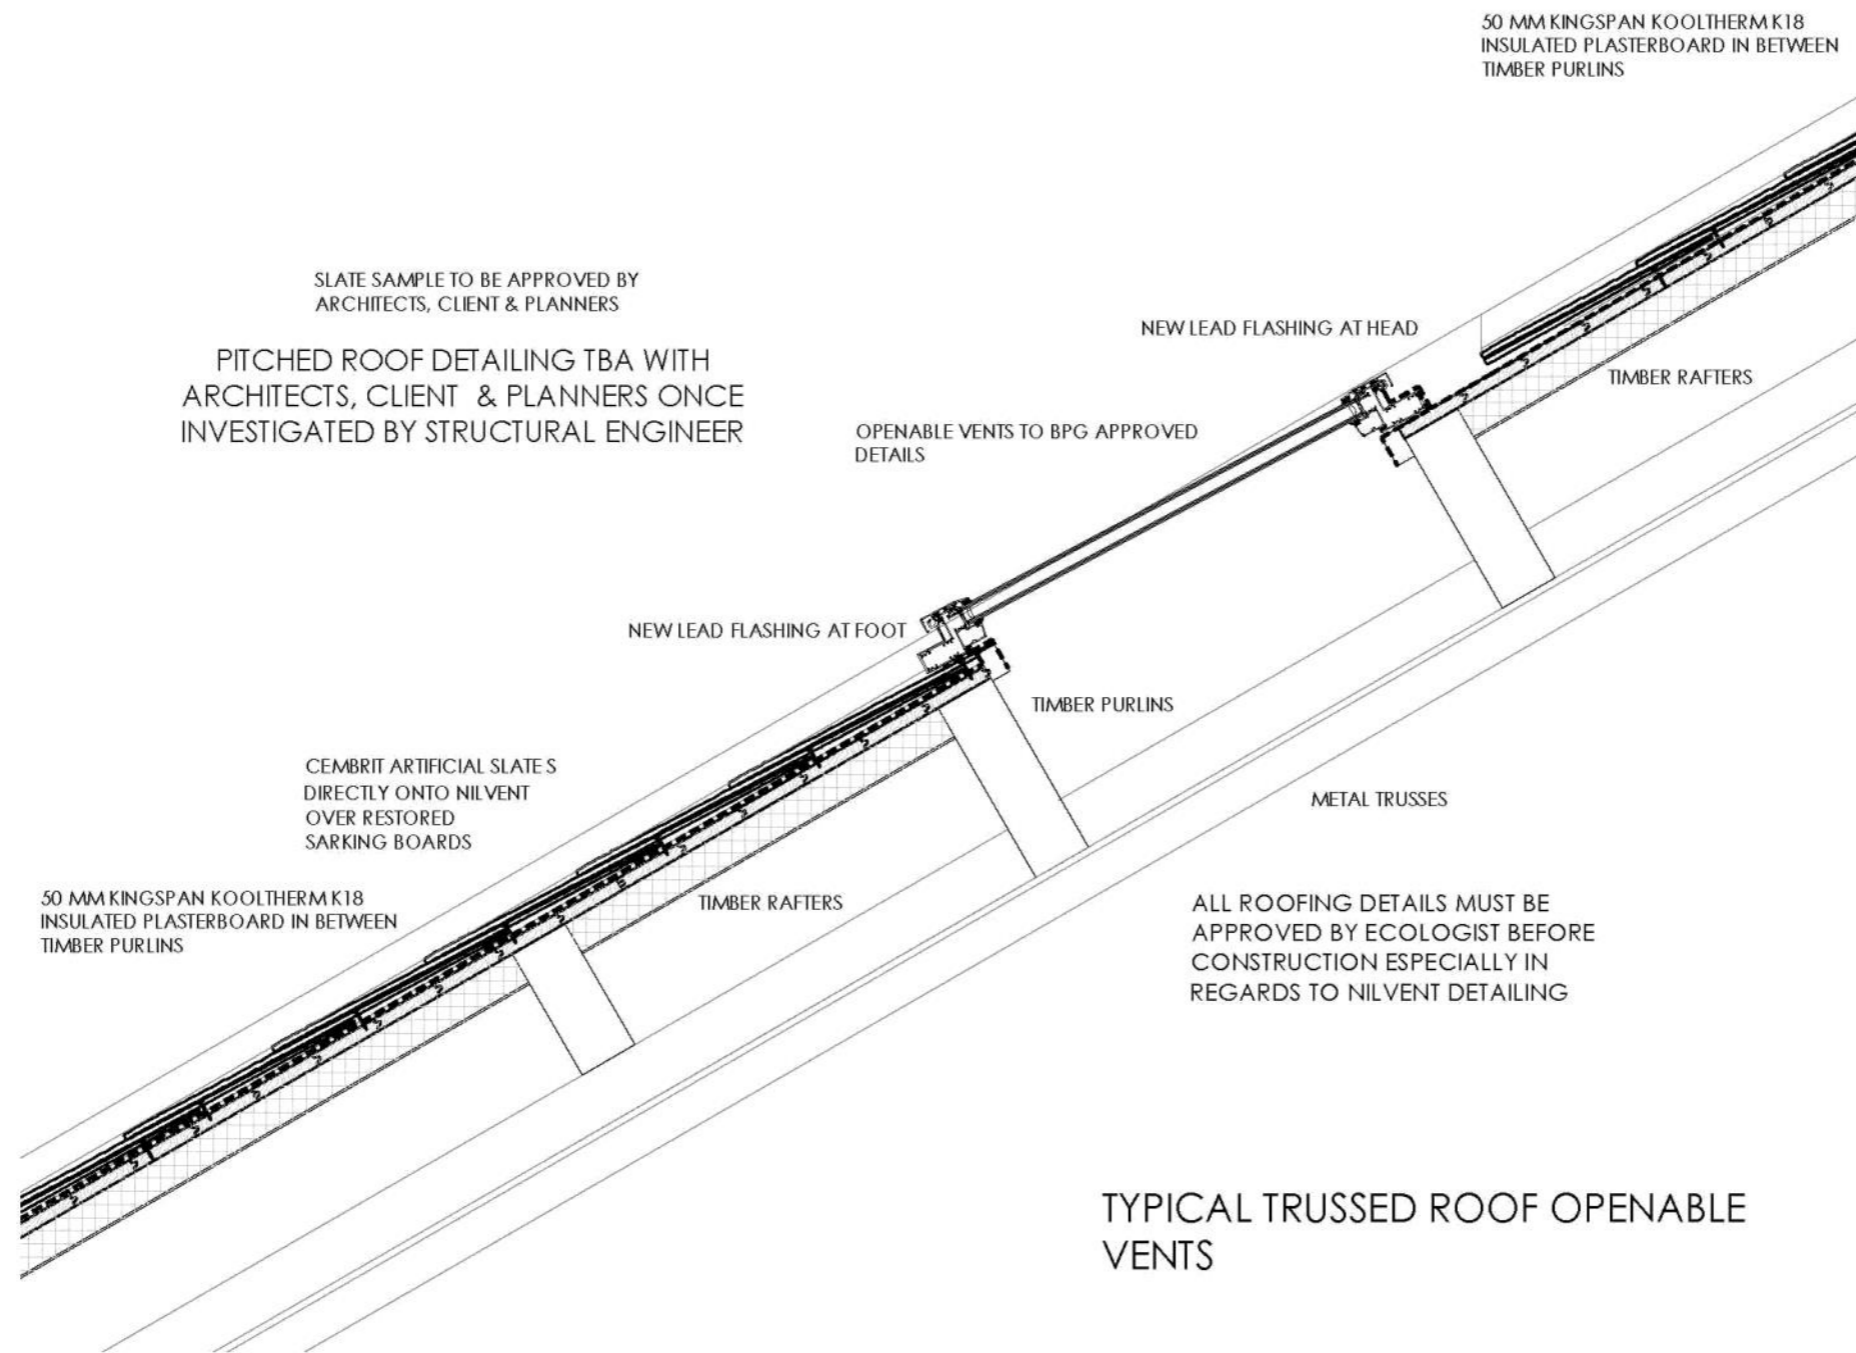 50 MM KINGSPAN KOOLTHERM K18
INSULATED PLASTERBOARD IN BETWEEN
TIMBER PURLINS
SLATE SAMPLE TO BE APPROVED BY
ARCHITECTS, CLIENT & PLANNERS
PITCHED ROOF DETAILING TBA WITH
ARCHITECTS, CLIENT & PLANNERS ONCE
INVESTIGATED BY STRUCTURAL ENGINEER
NEW LEAD FLASHING AT HEAD
TIMBER RAFTERS
OPENABLE VENTS TO BPG APPROVED
DETAILS
NEW LEAD FLASHING AT FOOT
TIMBER PURLINS
CEMBRIT ARTIFICIAL SLATES
DIRECTLY ONTO NILVENT
OVER RESTORED
SARKING BOARDS
METAL TRUSSES
50 MM KINGSPAN KOOLTHERM K18
INSULATED PLASTERBOARD IN BETWEEN
TIMBER PURLINS
TIMBER RAFTERS
ALL ROOFING DETAILS MUST BE
APPROVED BY ECOLOGIST BEFORE
CONSTRUCTION ESPECIALLY IN
REGARDS TO NILVENT DETAILING
TYPICAL TRUSSED ROOF OPENABLE
VENTS